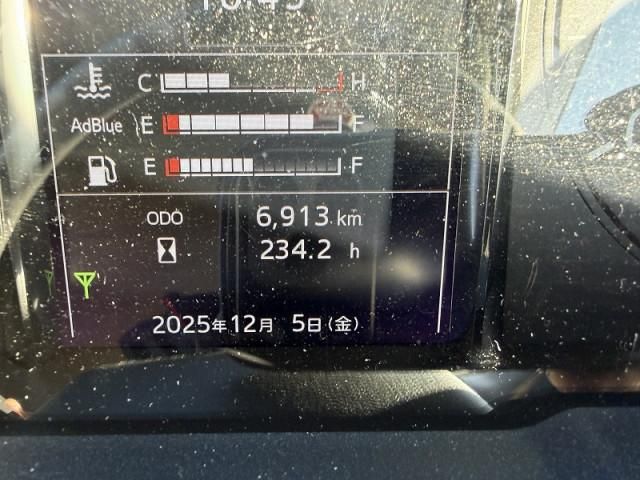 C H
AdBlue E F
E F
ODO 6,913 km
234.2 h
2025年12月 5日(金)